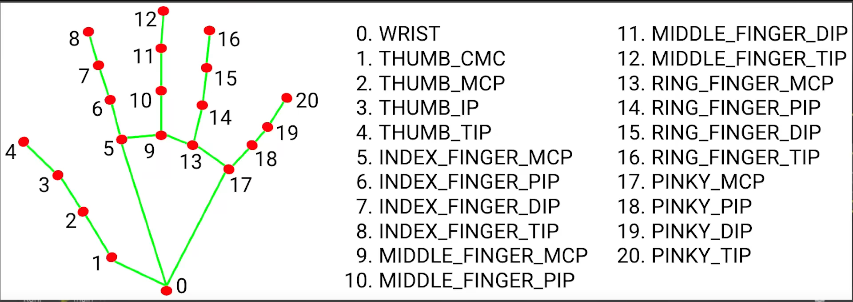 12
8
16
11
7
15
20
6
10
14
19
4
5
9
13
18
3
17
2
1
0
0. WRIST
1. THUMB_CMC
2. THUMB_MCP
3. THUMB_IP
4. THUMB_TIP
5. INDEX_FINGER_MCP
6. INDEX_FINGER_PIP
7. INDEX_FINGER_DIP
8. INDEX_FINGER_TIP
9. MIDDLE_FINGER_MCP
10. MIDDLE_FINGER_PIP
11. MIDDLE_FINGER_DIP
12. MIDDLE_FINGER_TIP
13. RING_FINGER_MCP
14. RING_FINGER_PIP
15. RING_FINGER_DIP
16. RING_FINGER_TIP
17. PINKY_MCP
18. PINKY_PIP
19. PINKY_DIP
20. PINKY_TIP